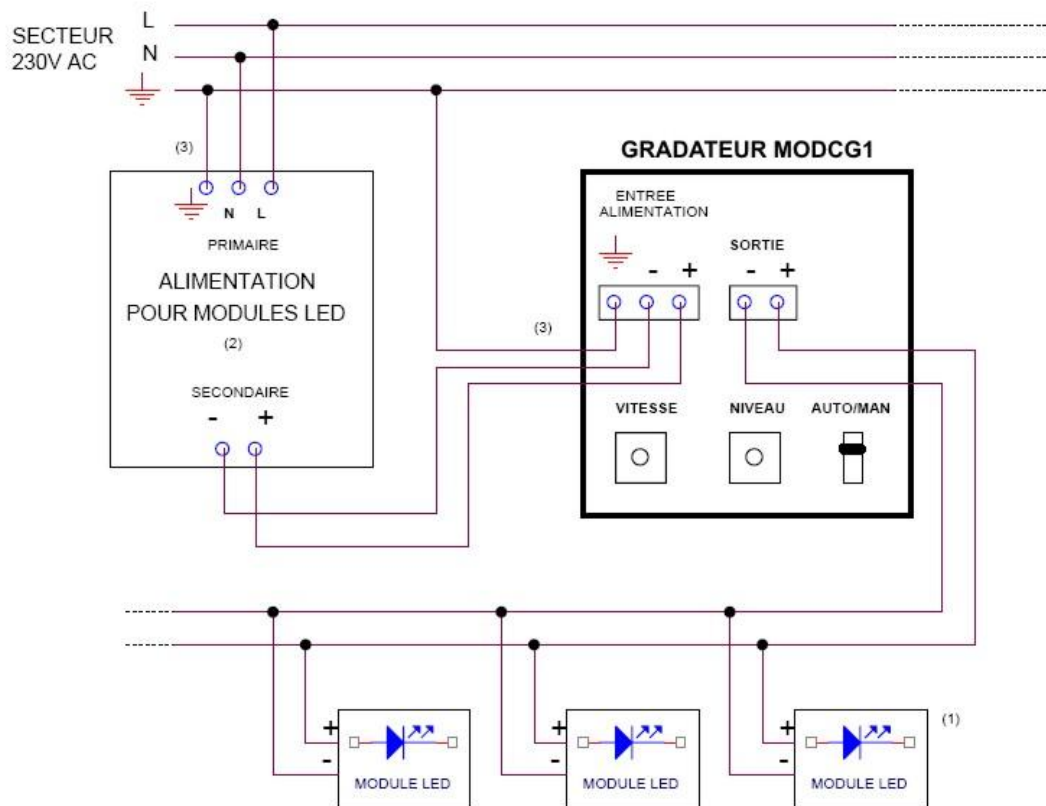 L
SECTEUR
230V AC
N
(3)
GRADATEUR MODCG1
N L
PRIMAIRE
ALIMENTATION
POUR MODULES LED
(2)
SECONDAIRE
- +
ENTREE
ALIMENTATION
SORTIE
- +
- +
(3)
VITESSE
NIVEAU
AUTO/MAN
+
-
MODULE LED
+
-
MODULE LED
+
-
MODULE LED
(1)